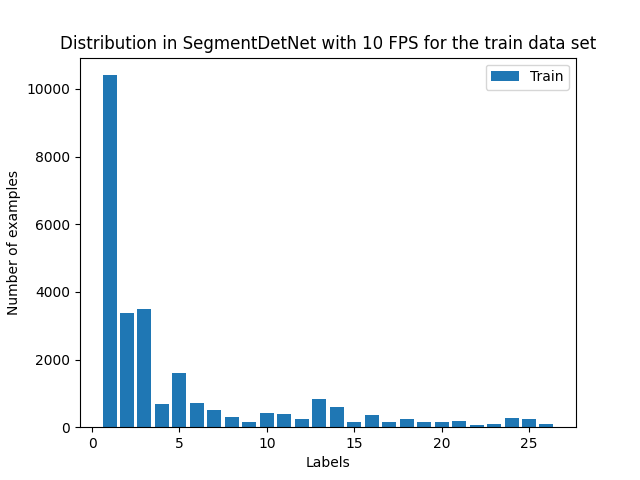 Distribution in SegmentDetNet with 10 FPS for the train data set
Train
Number of examples
10000
8000
6000
4000
2000
0
0 5 10 15 20 25
Labels